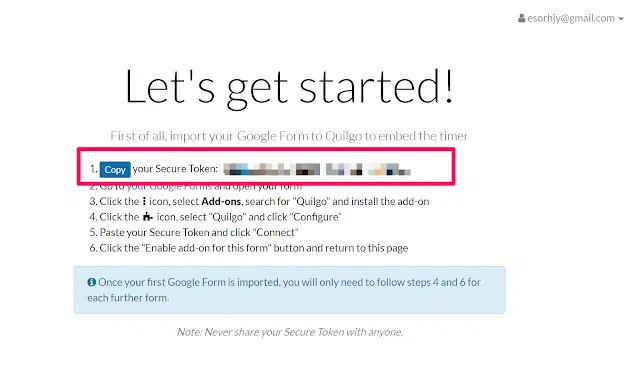 esorhjy@gmail.com
Let's get started!
First of all, import your Google Form to Quilgo to embed the timer
1. Copy your Secure Token:
2. Go to your Google Forms and open your form
3. Click the icon, select Add-ons, search for "Quilgo" and install the add-on
4. Click the icon, select "Quilgo" and click "Configure"
5. Paste your Secure Token and click "Connect"
6. Click the "Enable add-on for this form" button and return to this page
Once your first Google Form is imported, you will only need to follow steps 4 and 6 for
each further form.
Note: Never share your Secure Token with anyone.